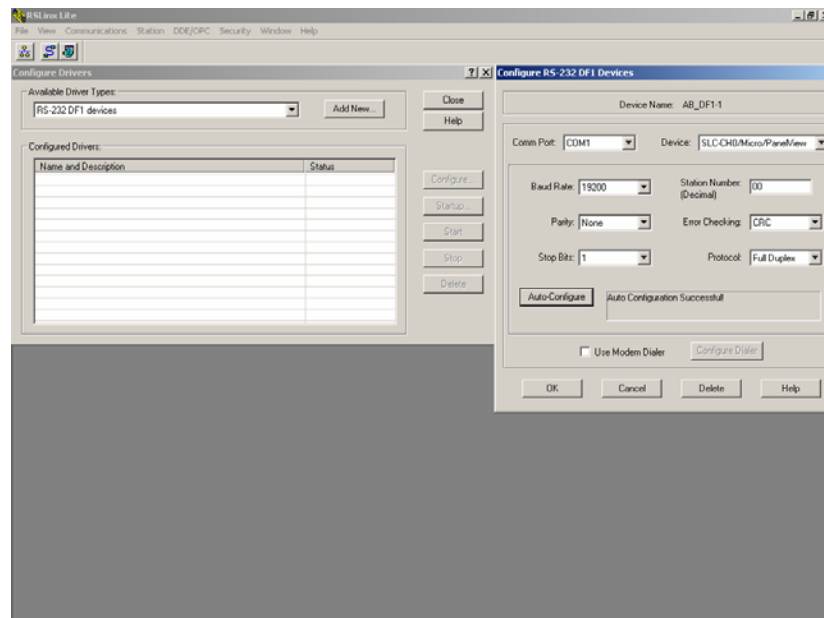 RSLinx Lite
File View Communications Station DDE/OPC Security Window Help
Configure Drivers
Available Driver Types:
RS-232 DF1 devices
Add New...
Close
Help
Configured Drivers:
Name and Description Status
Configure...
Startup...
Start
Stop
Delete
Configure RS-232 DF1 Devices
Device Name: AB_DF1-1
Comm Port: COM1 Device: SLC-CH0/Micro/PanelView
Baud Rate: 19200 Station Number: 00
(Decimal)
Parity: None Error Checking: CRC
Stop Bits: 1 Protocol: Full Duplex
Auto-Configure Auto Configuration Successful!
Use Modem Dialer Configure Dialer
OK Cancel Delete Help